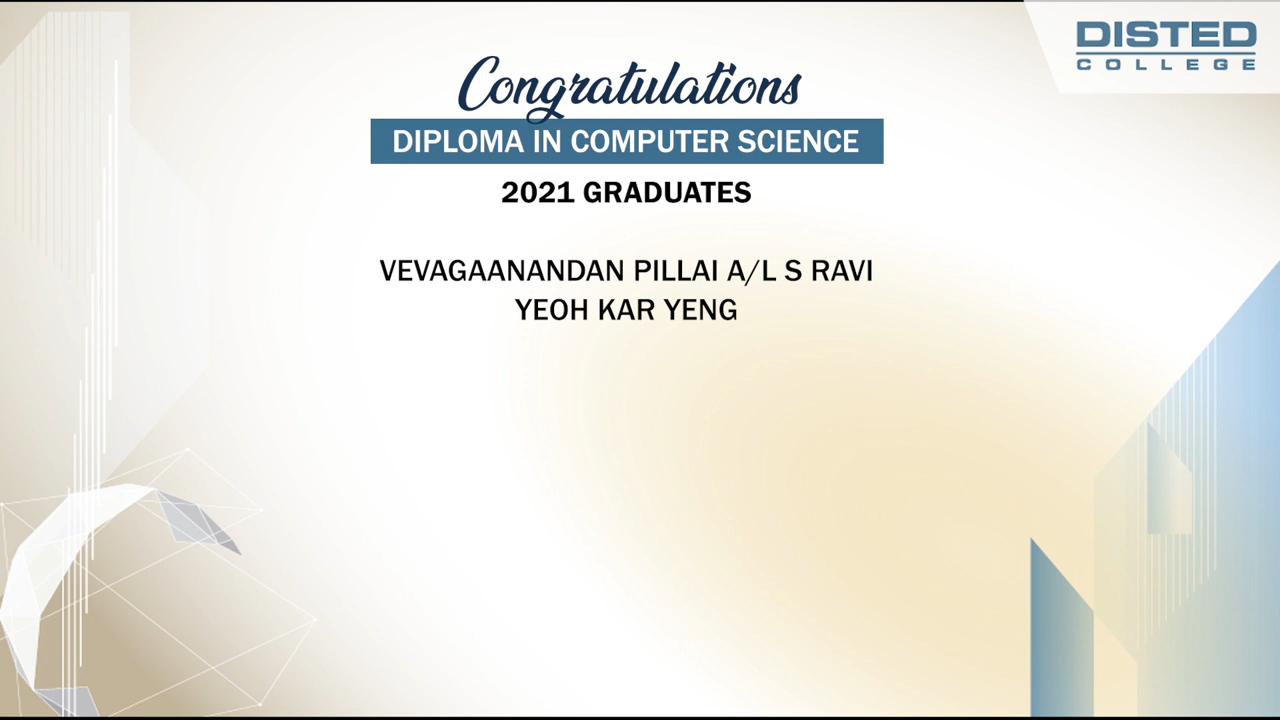 DISTED
COLLEGE
Congratulations
DIPLOMA IN COMPUTER SCIENCE
2021 GRADUATES
VEVAGAANANDAN PILLAI A/L S RAVI
YEOH KAR YENG